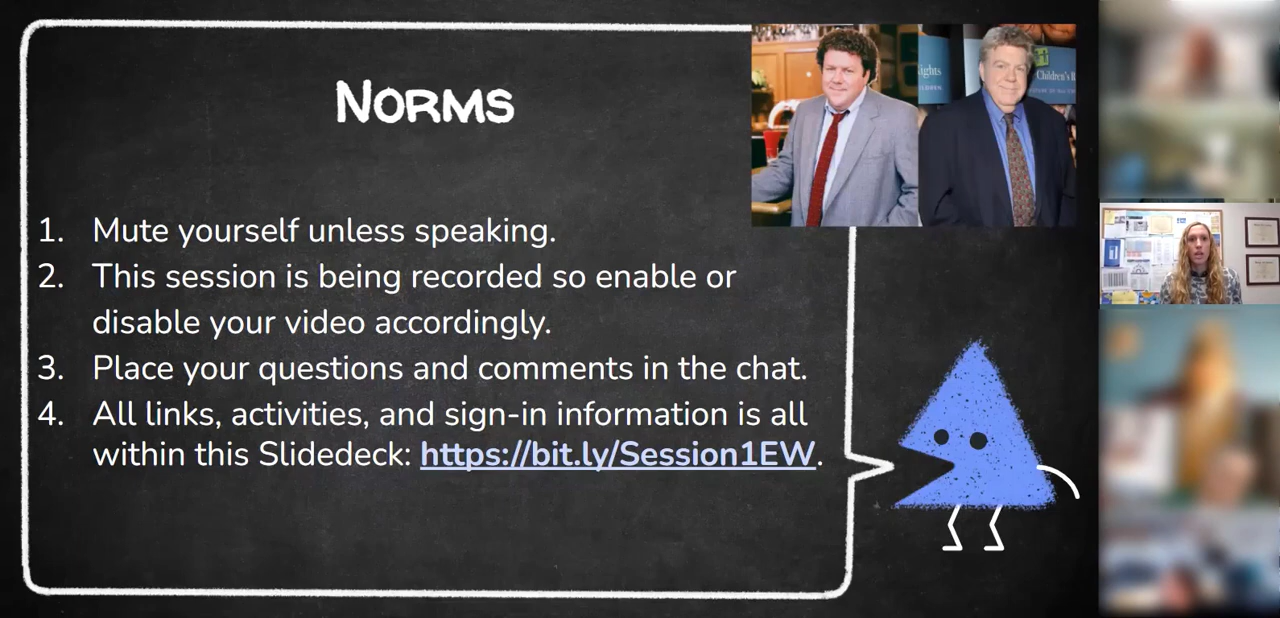 NORMS
1. Mute yourself unless speaking.
2. This session is being recorded so enable or
disable your video accordingly.
3. Place your questions and comments in the chat.
4. All links, activities, and sign-in information is all
within this Slidedeck: https://bit.ly/Session1EW.
Children's